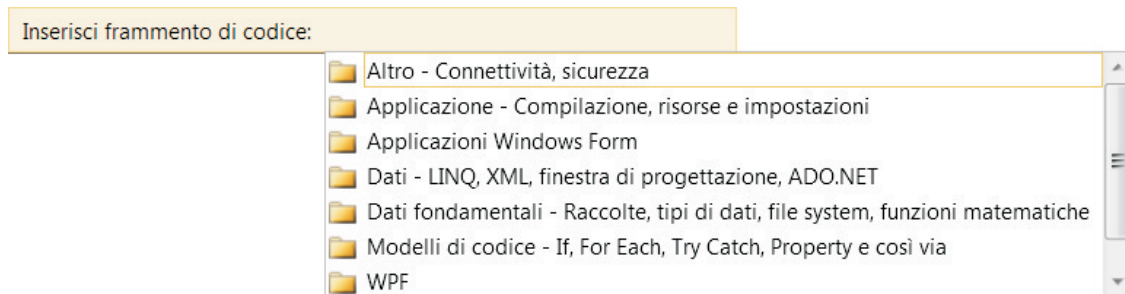 Inserisci frammento di codice:
Altro - Connettività, sicurezza
Applicazione - Compilazione, risorse e impostazioni
Applicazioni Windows Form
Dati - LINQ, XML, finestra di progettazione, ADO.NET
Dati fondamentali - Raccolte, tipi di dati, file system, funzioni matematiche
Modelli di codice - If, For Each, Try Catch, Property e così via
WPF